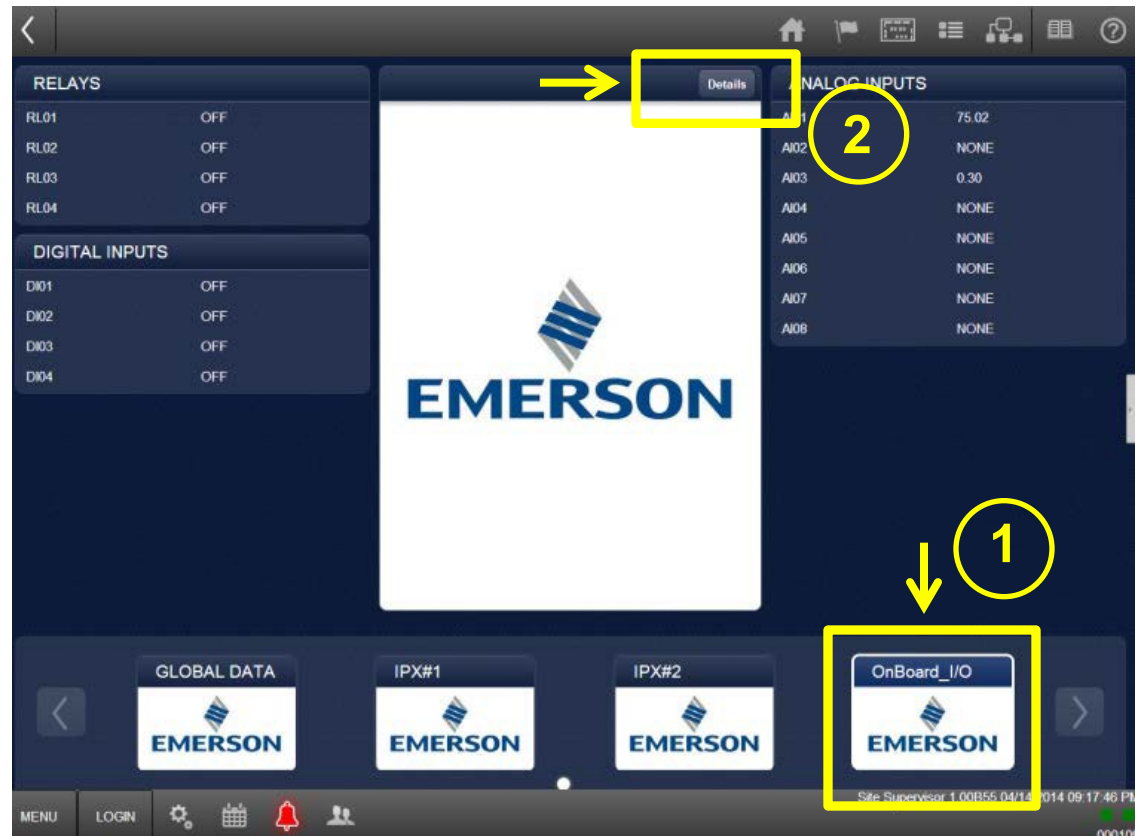 RELAYS
RL01 OFF
RL02 OFF
RL03 OFF
RL04 OFF
DIGITAL INPUTS
DI01 OFF
DI02 OFF
DI03 OFF
DI04 OFF
Details
EMERSON
ANALOG INPUTS
75.02
AI02 NONE
AI03 0.30
AI04 NONE
AI05 NONE
AI06 NONE
AI07 NONE
AI08 NONE
2
1
GLOBAL DATA
EMERSON
IPX#1
EMERSON
IPX#2
EMERSON
OnBoard_I/O
EMERSON
MENU LOGIN
Site Supervisor 1.00B55 04/14 2014 09:17:46 PM